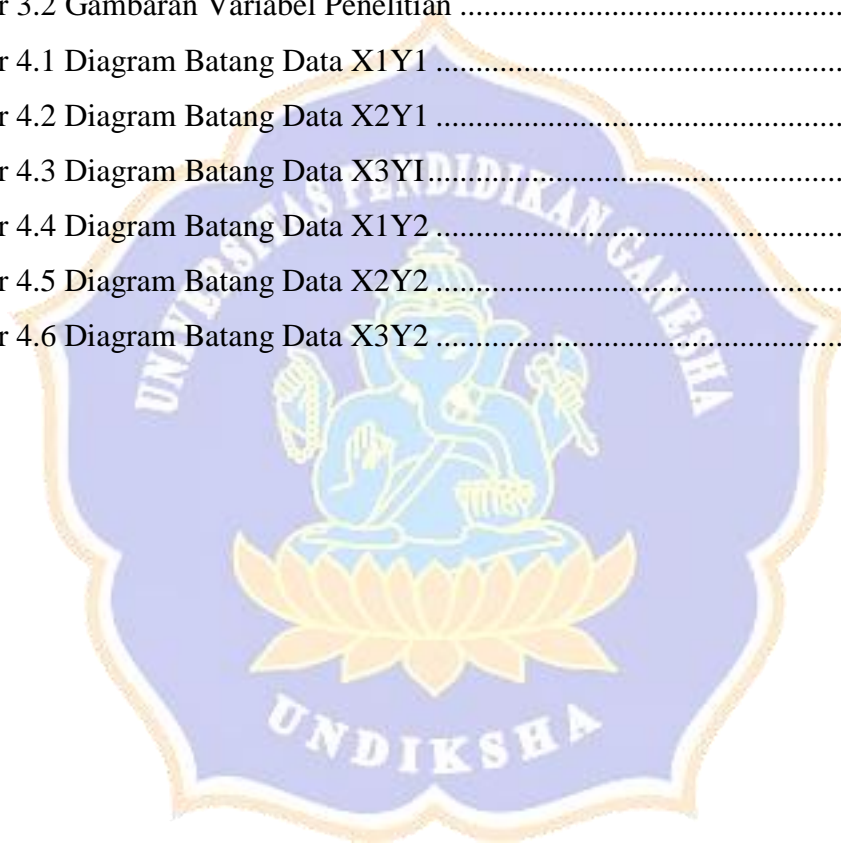 r 3.2 Gambaran Variabel Penelitian ..............................................
r 4.1 Diagram Batang Data X1Y1 .................................................
r 4.2 Diagram Batang Data X2Y1 .................................................
r 4.3 Diagram Batang Data X3YI..................................................
r 4.4 Diagram Batang Data X1Y2 .................................................
r 4.5 Diagram Batang Data X2Y2 .................................................
r 4.6 Diagram Batang Data X3Y2 .................................................
UNIVERSITAS PENDIDIKAN GANESHA
UNDIKSHA